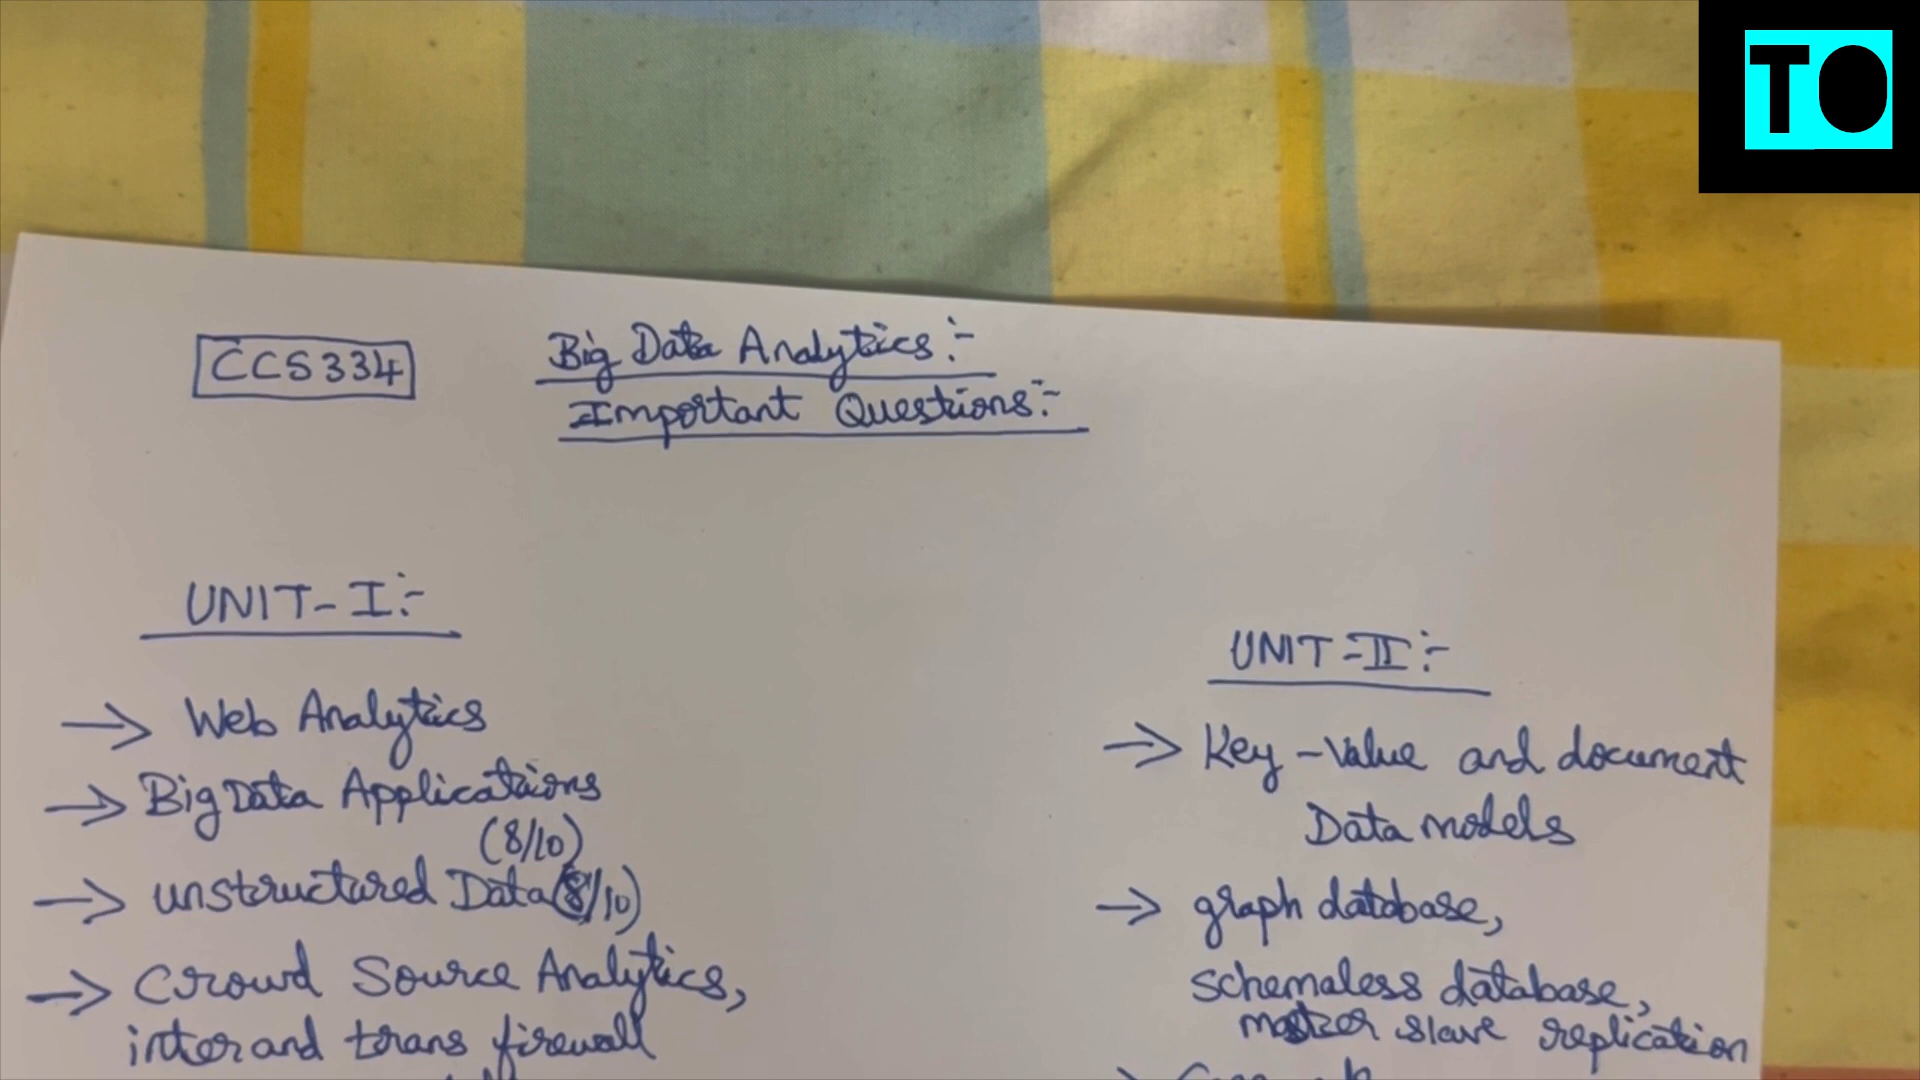 TO
CCS334
Big Data Analytics:-
Important Questions:-
UNIT-I:-
→ Web Analytics
→ Big Data Applications
(8/10)
→ unstructured Data (8/10)
→ Crowd Source Analytics,
inter and trans firewall
UNIT-II:-
→ Key-Value and document
Data models
→ graph database,
schemaless database,
master slave replication